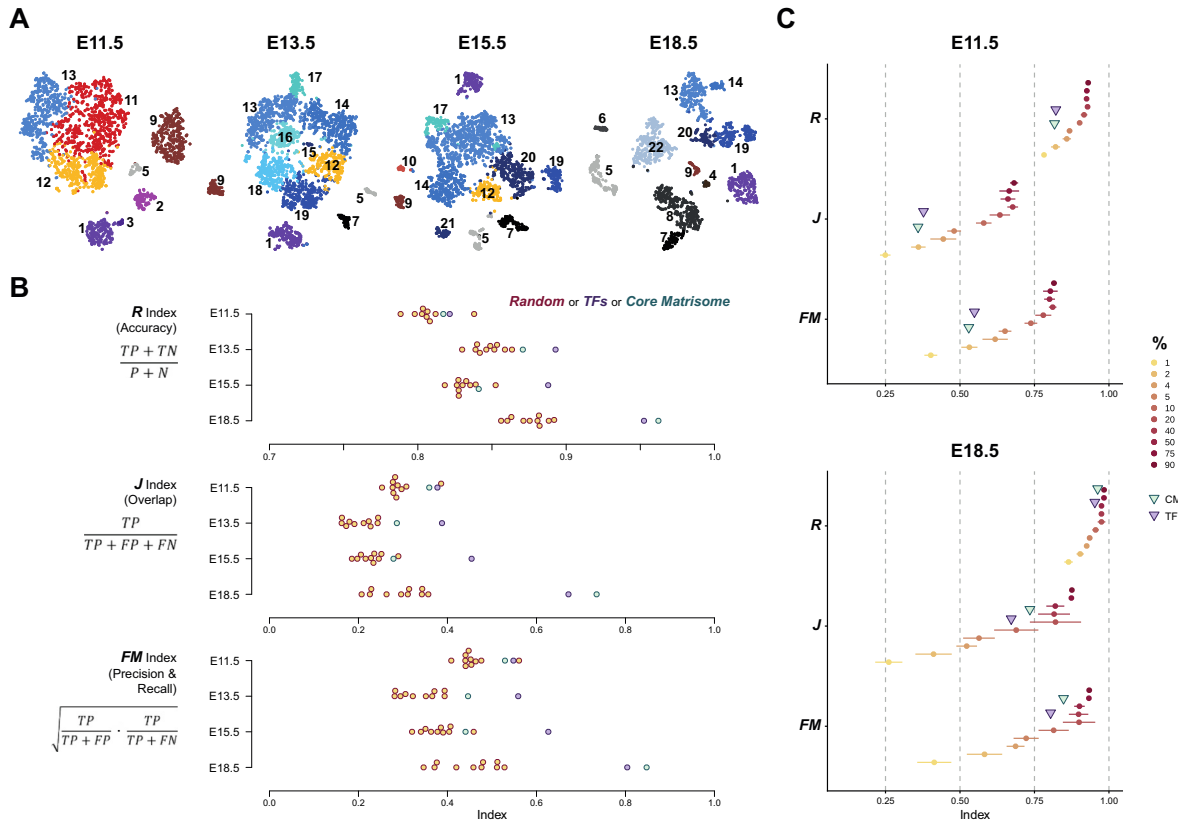 A
E11.5
E13.5
E15.5
E18.5
13
11
9
5
12
2
3
1
17
13
14
16
15
12
18
9
19
5
7
1
1
17
13
10
20
19
14
12
9
21
5
7
13
14
6
20
22
19
5
9
4
1
8
7
B
Random or TFs or Core Matrisome
R Index
(Accuracy)
TP + TN
P + N
E11.5
E13.5
E15.5
E18.5
0.7
0.8
0.9
1.0
J Index
(Overlap)
TP
TP + FP + FN
E11.5
E13.5
E15.5
E18.5
0.0
0.2
0.4
0.6
0.8
1.0
FM Index
(Precision &
Recall)
√ TP / TP + FP · TP / TP + FN
E11.5
E13.5
E15.5
E18.5
0.0
0.2
0.4
0.6
0.8
1.0
Index
C
E11.5
R
J
FM
0.25
0.50
0.75
1.00
E18.5
R
J
FM
0.25
0.50
0.75
1.00
Index
%
1
2
4
5
10
20
40
50
75
90
CM
TF